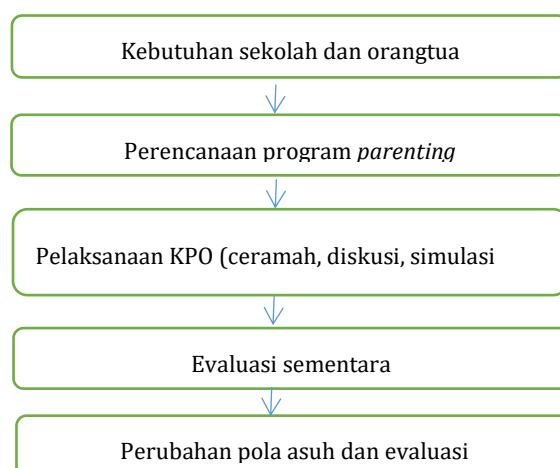 Kebutuhan sekolah dan orangtua
Perencanaan program parenting
Pelaksanaan KPO (ceramah, diskusi, simulasi
Evaluasi sementara
Perubahan pola asuh dan evaluasi